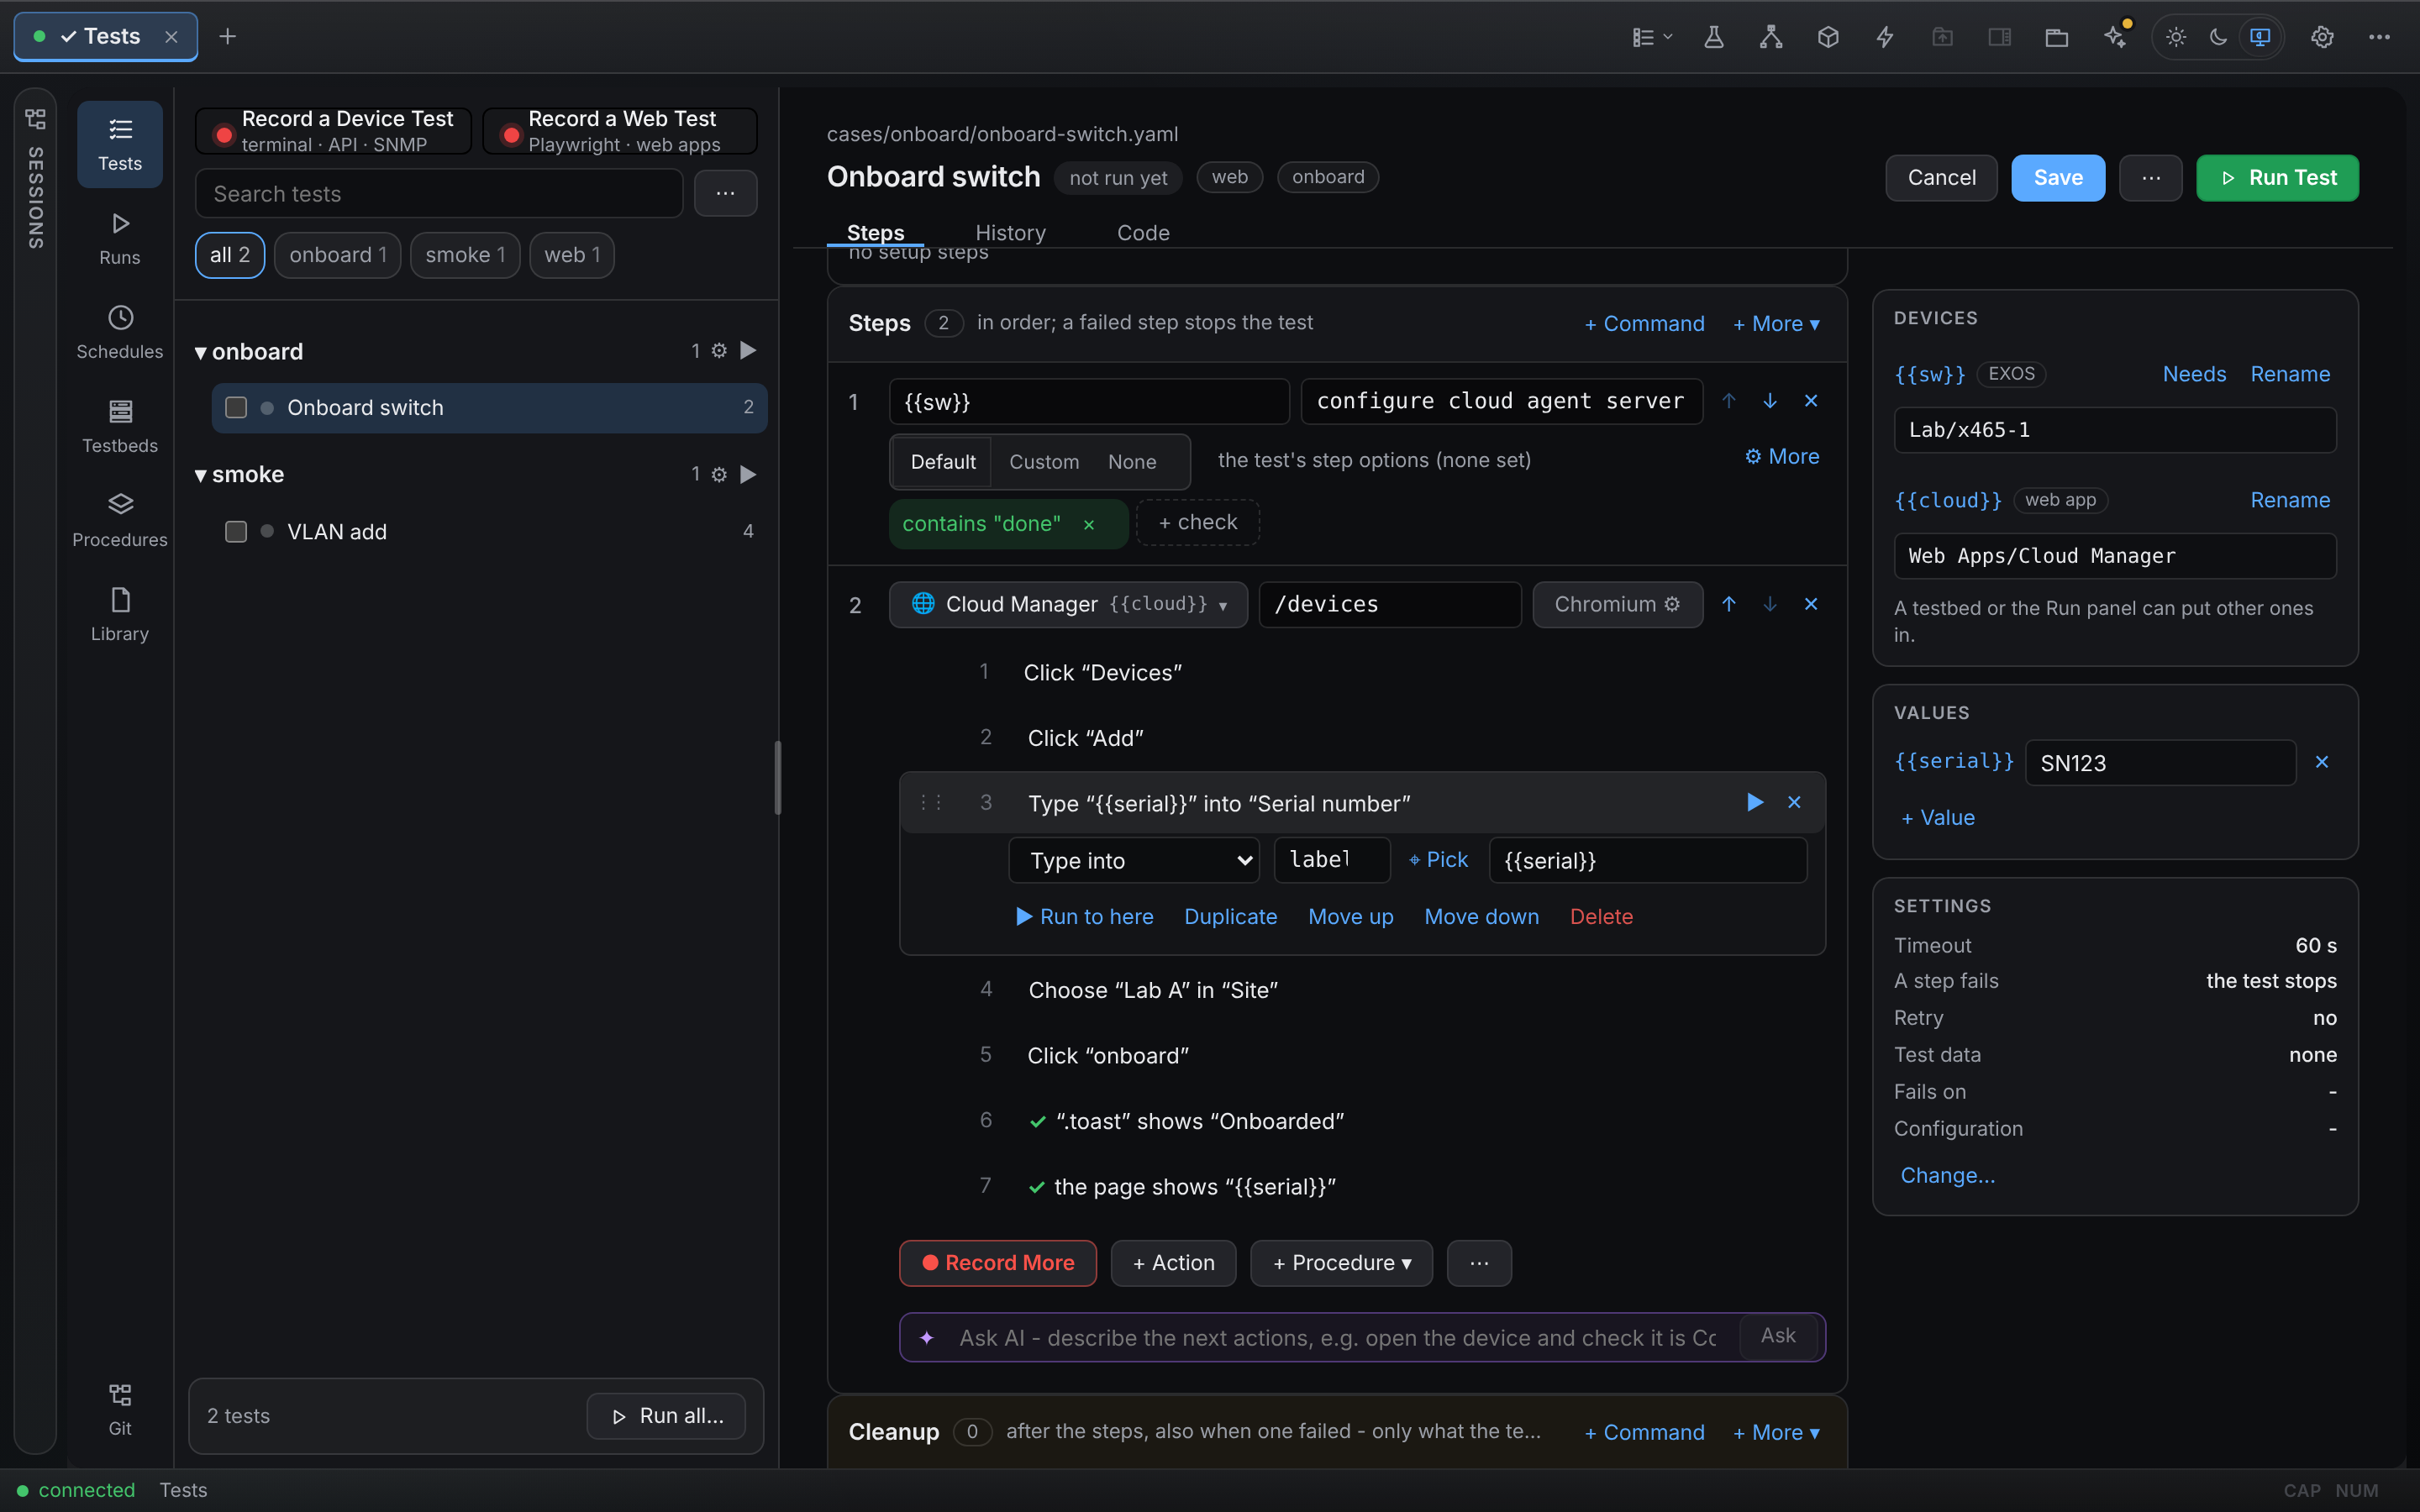 Tests
SESSIONS
Tests
Runs
Schedules
Testbeds
Procedures
Library
Git
Record a Device Test
terminal · API · SNMP
Record a Web Test
Playwright · web apps
Search tests
...
all 2
onboard 1
smoke 1
web 1
▾ onboard
1
Onboard switch
2
▾ smoke
1
VLAN add
4
2 tests
Run all...
cases/onboard/onboard-switch.yaml
Onboard switch
not run yet
web
onboard
Cancel
Save
...
Run Test
Steps
History
Code
no setup steps
Steps
2
in order; a failed step stops the test
+ Command
+ More ▾
1
{{sw}}
configure cloud agent server
Default
Custom
None
the test's step options (none set)
⚙ More
contains "done" ×
+ check
2
Cloud Manager {{cloud}} ▾
/devices
Chromium ⚙
1 Click “Devices”
2 Click “Add”
3 Type “{{serial}}” into “Serial number”
Type into
label
Pick
{{serial}}
▶ Run to here
Duplicate
Move up
Move down
Delete
4 Choose “Lab A” in “Site”
5 Click “onboard”
6 ✓ “.toast” shows “Onboarded”
7 ✓ the page shows “{{serial}}”
Record More
+ Action
+ Procedure ▾
...
Ask AI - describe the next actions, e.g. open the device and check it is Co
Ask
Cleanup
0
after the steps, also when one failed - only what the te...
+ Command
+ More ▾
DEVICES
{{sw}}
EXOS
Needs
Rename
Lab/x465-1
{{cloud}}
web app
Rename
Web Apps/Cloud Manager
A testbed or the Run panel can put other ones
in.
VALUES
{{serial}}
SN123
+ Value
SETTINGS
Timeout 60 s
A step fails the test stops
Retry no
Test data none
Fails on -
Configuration -
Change...
connected
Tests
CAP NUM